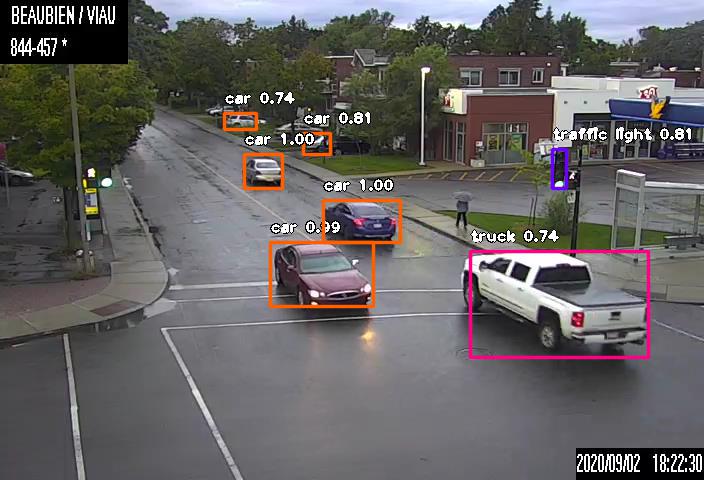 BEAUBIEN / VIAU
844-457 *
car 0.74
car 0.81
car 1.00
traffic light 0.81
car 1.00
car 0.99
truck 0.74
2020/09/02 18:22:30